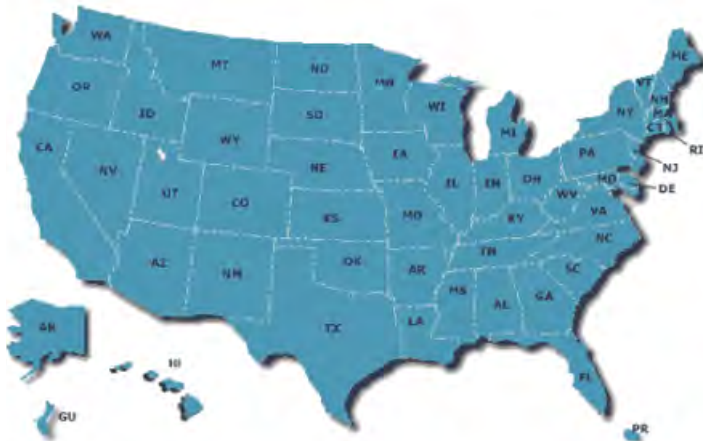 WA
MT
ND
MN
ME
VT
NH
OR
ID
SD
WI
MI
NY
MA
CT
RI
WY
CA
NV
IA
PA
NJ
NE
IL
IN
OH
MD
DE
UT
CO
WV
VA
KS
MO
KY
NC
AZ
NM
OK
TN
AR
SC
MS
AL
GA
TX
LA
AK
HI
FL
GU
PR